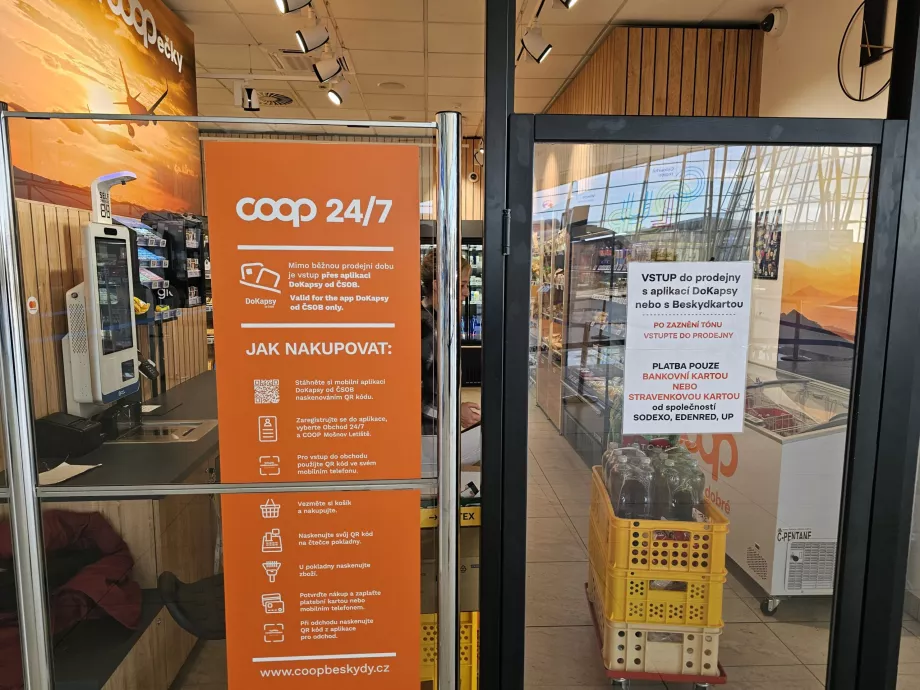 coopečky
SELF
coop 24/7
Mimo běžnou prodejní dobu
je vstup přes aplikaci
DoKapsy od ČSOB.
Valid for the app DoKapsy
od ČSOB only.
DoKapsy
JAK NAKUPOVAT:
Stáhněte si mobilní aplikaci
DoKapsy od ČSOB
naskenováním QR kódu.
Zaregistrujte se do aplikace,
vyberte Obchod 24/7
s COOP Mošnov Letiště.
Pro vstup do obchodu
použijte QR kód ve svém
mobilním telefonu.
Vezměte si košík
a nakupujte.
Naskenujte svůj QR kód
na čtečce pokladny.
U pokladny naskenujte
zboží.
Potvrďte nákup a zaplaťte
platební kartou nebo
mobilním telefonem.
Při odchodu naskenujte
QR kód z aplikace
pro odchod.
www.coopbeskydy.cz
VSTUP do prodejny
s aplikací DoKapsy
nebo s Beskydkartou
PO ZAZNĚNÍ TÓNU
VSTUPTE DO PRODEJNY
PLATBA POUZE
BANKOVNÍ KARTOU
NEBO
STRAVENKOVOU KARTOU
od společností
SODEXO, EDENRED, UP
coop
dobré
C-PENTANE